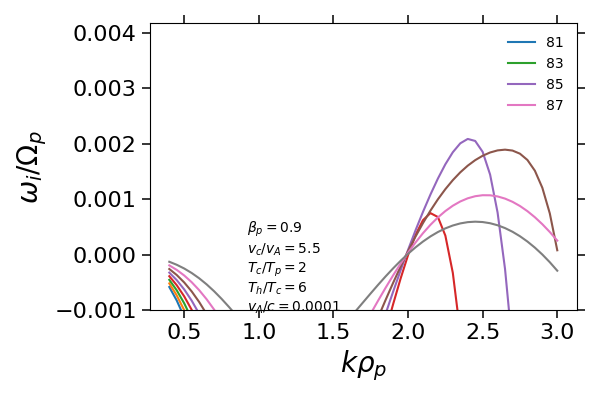 0.004
0.003
0.002
0.001
0.000
−0.001
ω_i/Ω_p
81
83
85
87
β_p = 0.9
v_c/v_A = 5.5
T_c/T_p = 2
T_h/T_c = 6
v_A/c = 0.0001
0.5 1.0 1.5 2.0 2.5 3.0
kρ_p